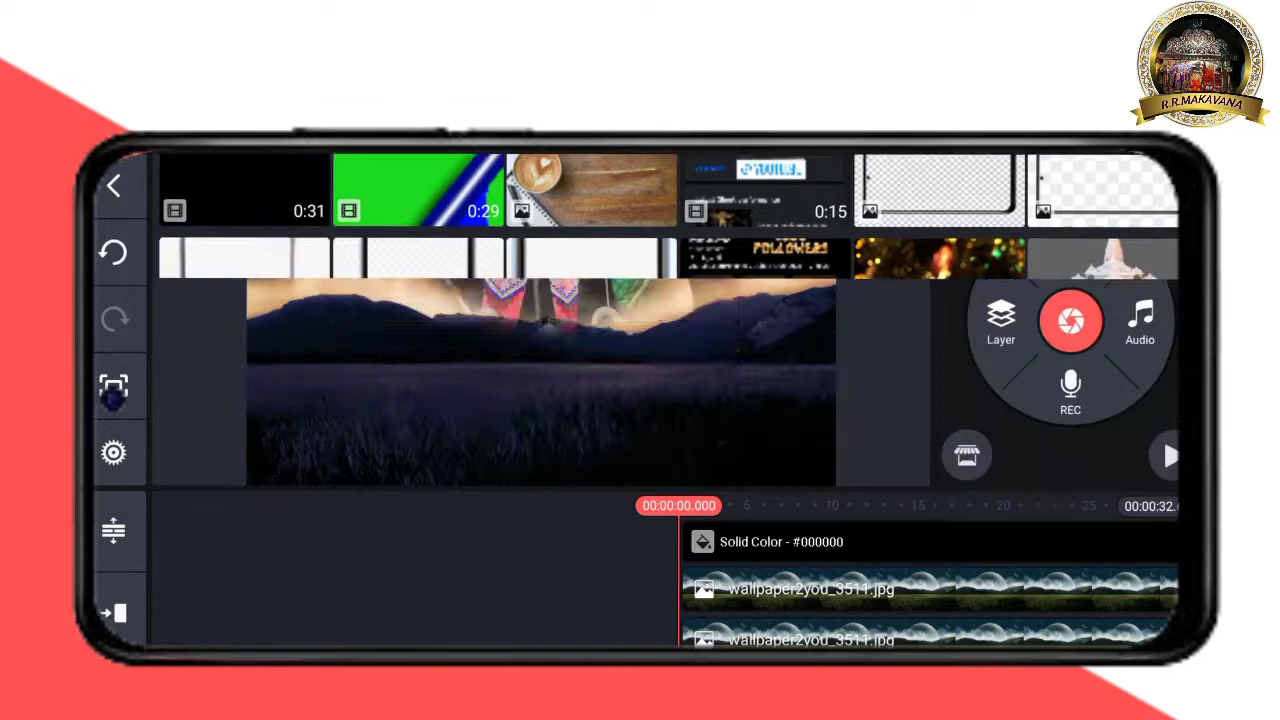 R.R.MAKAVANA
0:31
0:29
@YOUTUBE
0:15
FOLLOWERS
Layer
Audio
REC
00:00:00.000
5
10
15
20
25
00:00:32.
Solid Color - #000000
wallpaper2you_3511.jpg
wallpaper2you_3511.jpg